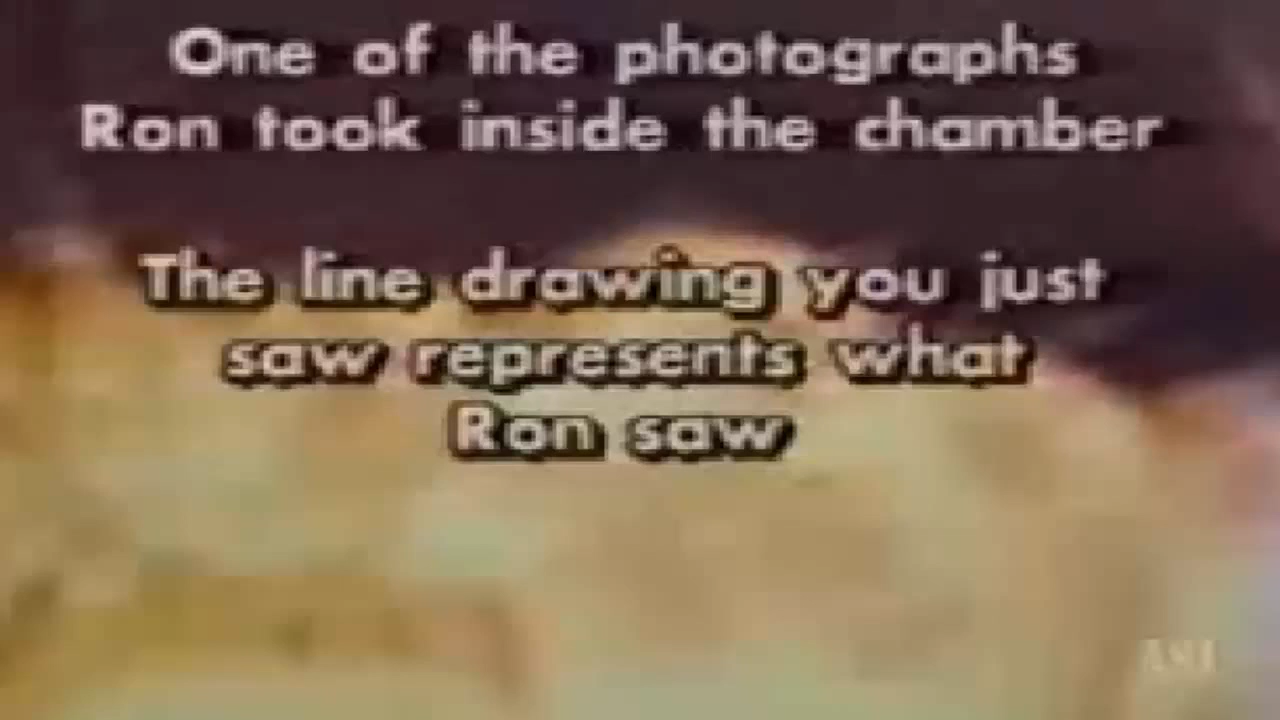 One of the photographs
Ron took inside the chamber
The line drawing you just
saw represents what
Ron saw